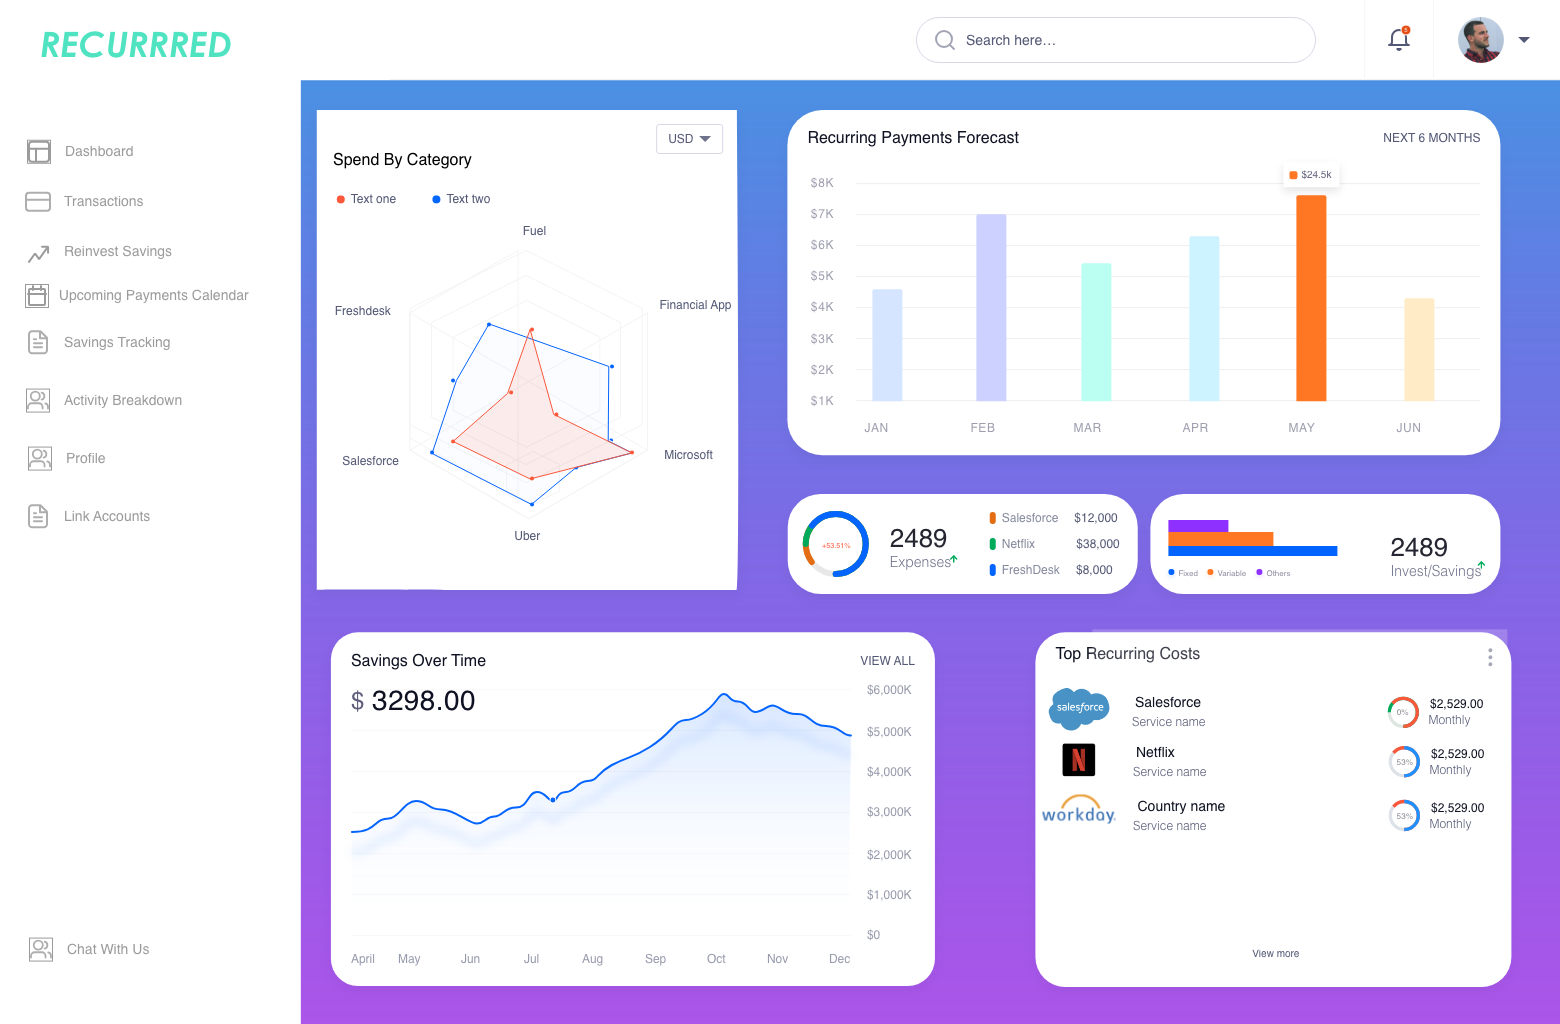 RECURRRED
Search here...
Dashboard
Transactions
Reinvest Savings
Upcoming Payments Calendar
Savings Tracking
Activity Breakdown
Profile
Link Accounts
Chat With Us
USD
Spend By Category
Text one
Text two
Fuel
Freshdesk
Financial App
Salesforce
Microsoft
Uber
Recurring Payments Forecast
NEXT 6 MONTHS
$24.5k
$8K
$7K
$6K
$5K
$4K
$3K
$2K
$1K
JAN FEB MAR APR MAY JUN
+53.51%
2489
Expenses
Salesforce $12,000
Netflix $38,000
FreshDesk $8,000
Fixed Variable Others
2489
Invest/Savings
Savings Over Time
VIEW ALL
$ 3298.00
$6,000K
$5,000K
$4,000K
$3,000K
$2,000K
$1,000K
$0
April May Jun Jul Aug Sep Oct Nov Dec
Top Recurring Costs
salesforce
Salesforce
Service name
0%
$2,529.00
Monthly
N
Netflix
Service name
53%
$2,529.00
Monthly
workday.
Country name
Service name
53%
$2,529.00
Monthly
View more